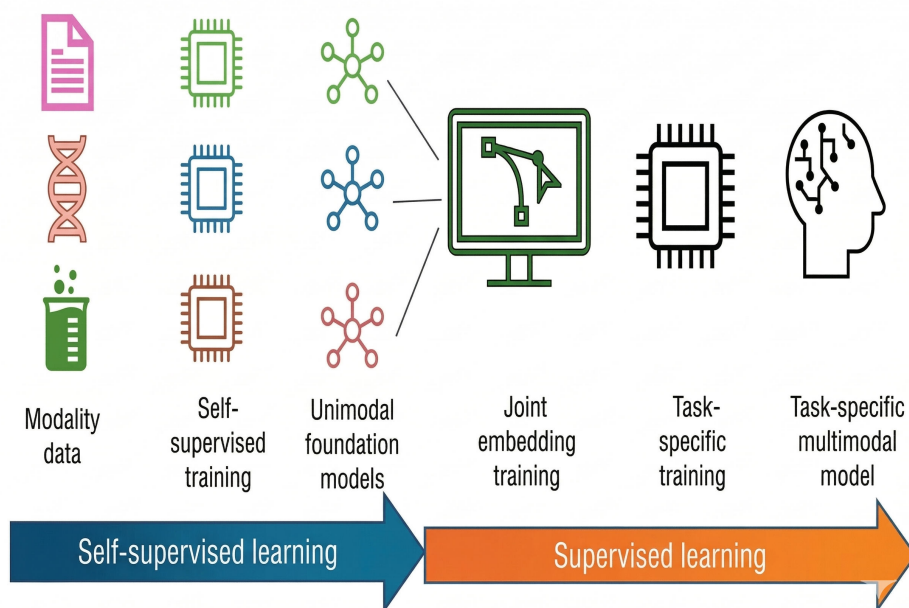 Modality
data
Self-
supervised
training
Unimodal
foundation
models
Joint
embedding
training
Task-
specific
training
Task-specific
multimodal
model
Self-supervised learning
Supervised learning